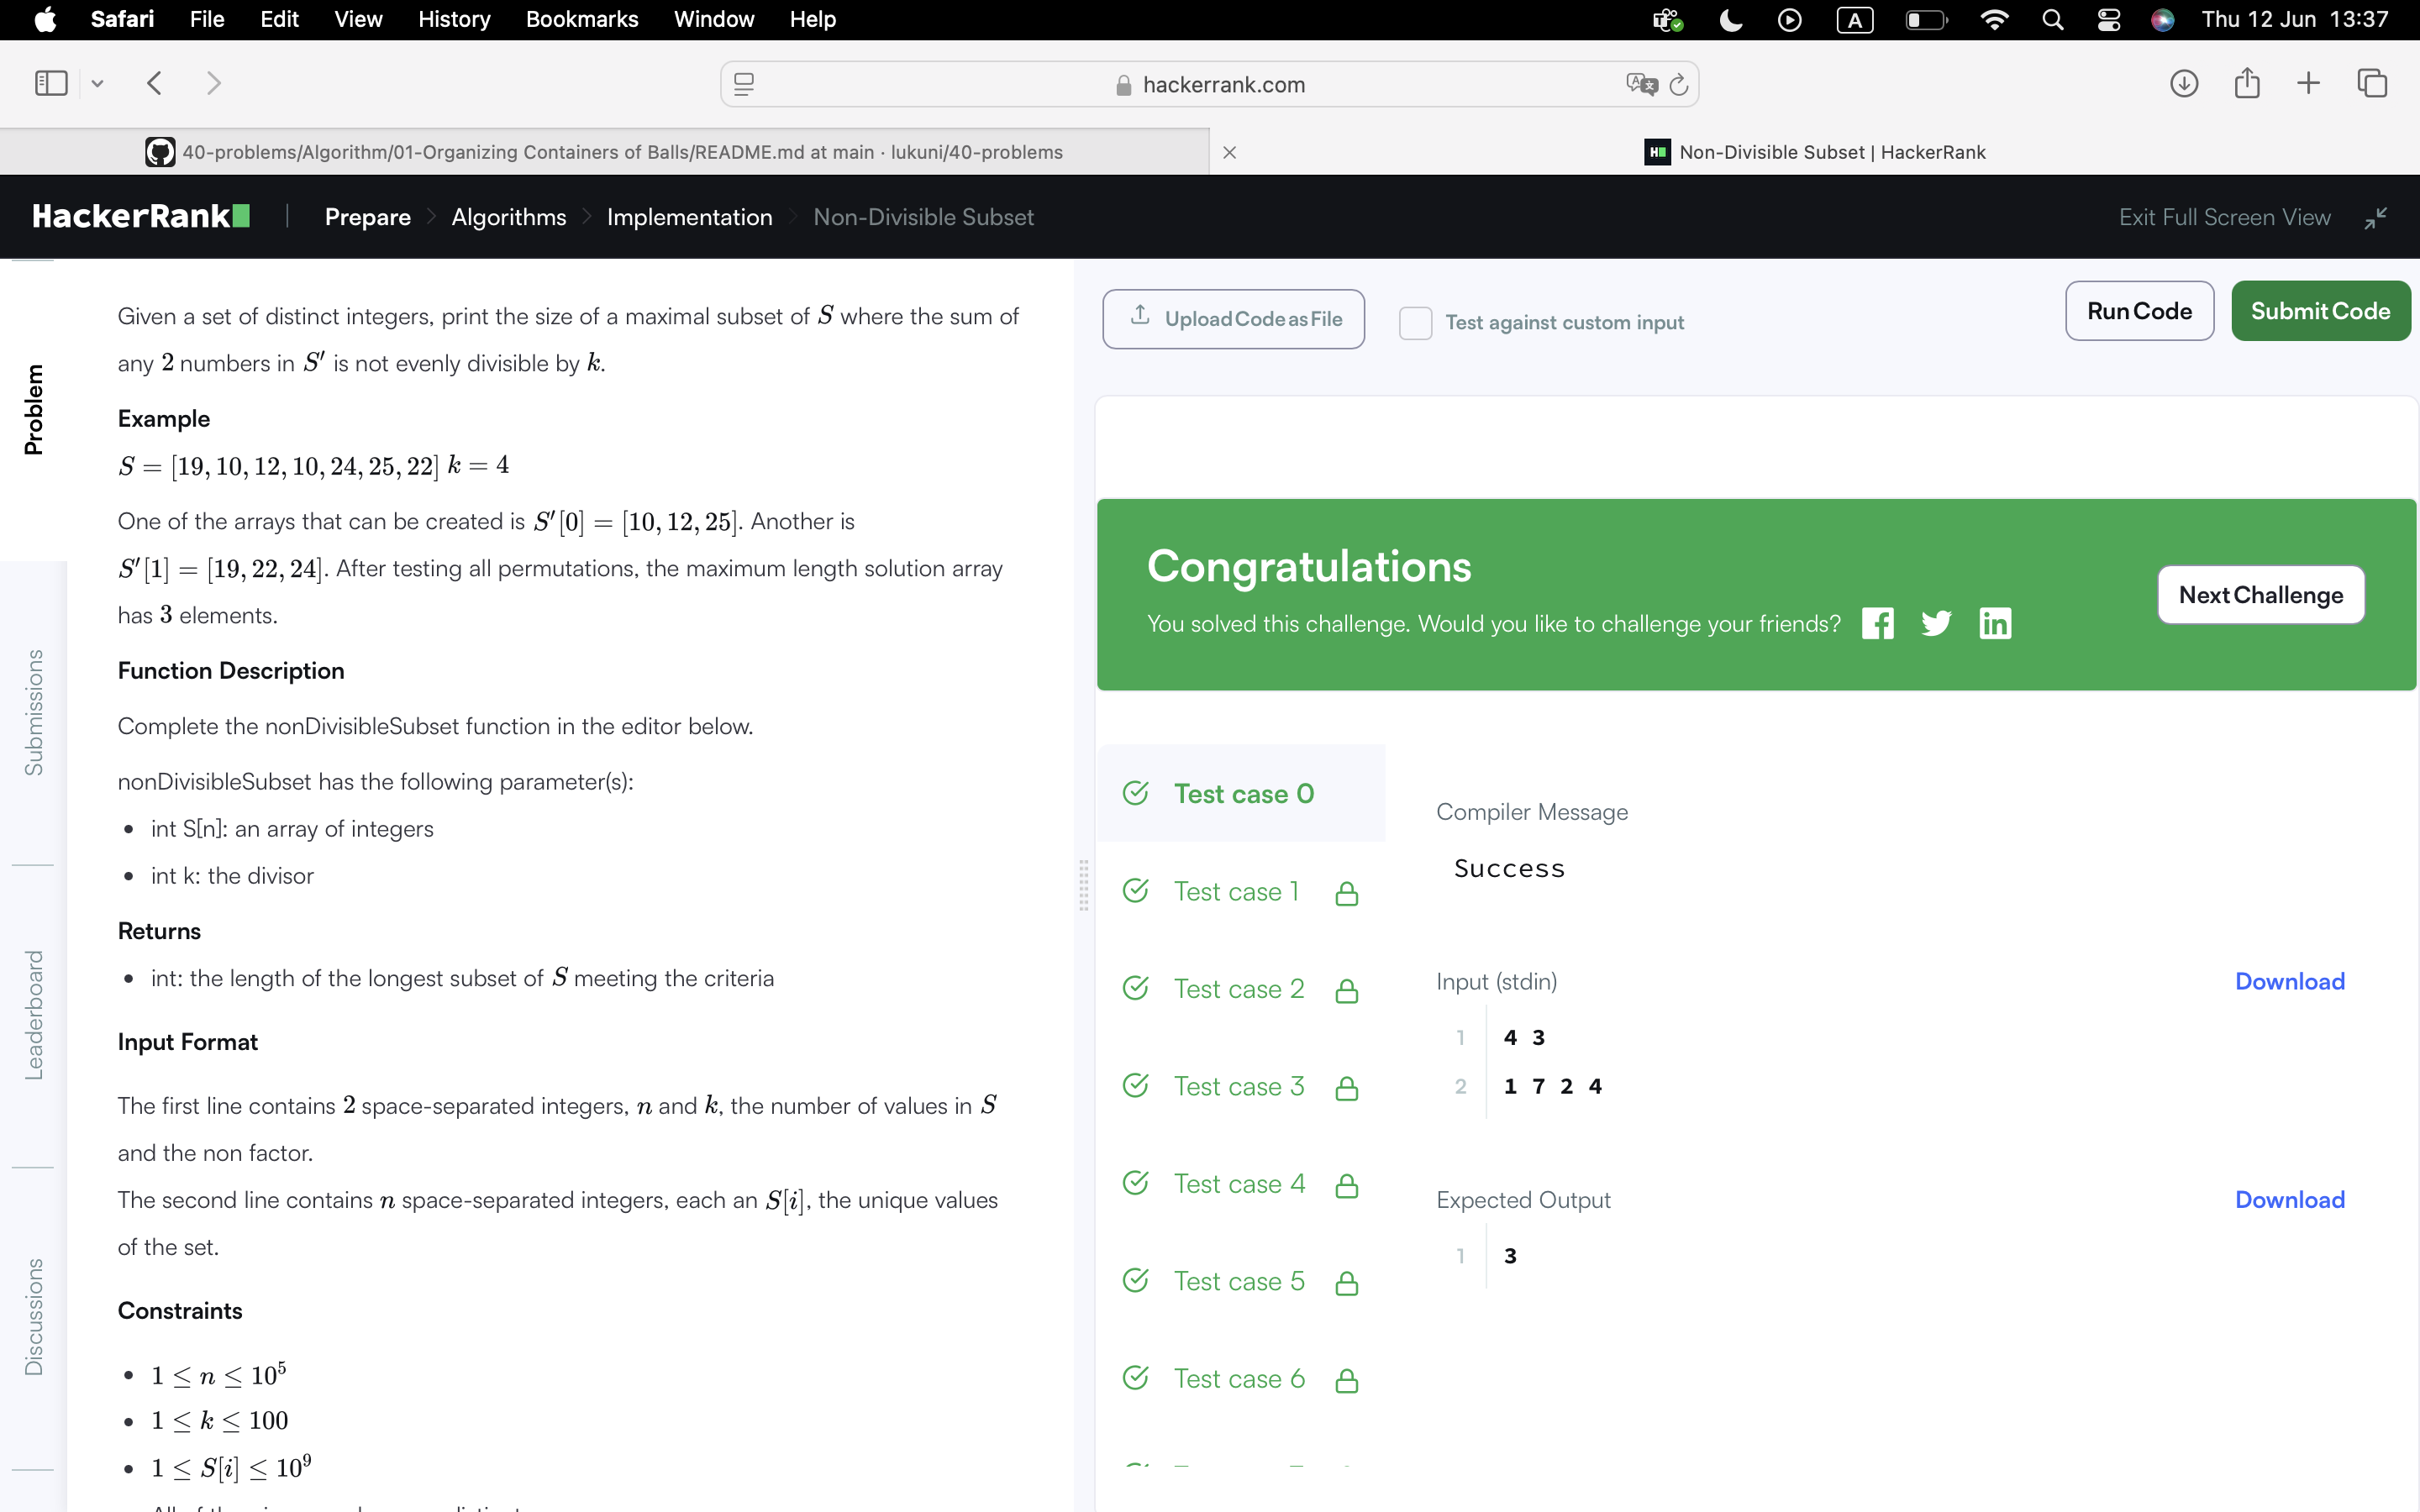 Safari File Edit View History Bookmarks Window Help
A
Thu 12 Jun 13:37
hackerrank.com
40-problems/Algorithm/01-Organizing Containers of Balls/README.md at main · lukuni/40-problems
Non-Divisible Subset | HackerRank
HackerRank
Prepare
Algorithms
Implementation
Non-Divisible Subset
Exit Full Screen View
Problem
Submissions
Leaderboard
Discussions
Given a set of distinct integers, print the size of a maximal subset of S where the sum of
any 2 numbers in S′ is not evenly divisible by k.
Example
S = [19, 10, 12, 10, 24, 25, 22] k = 4
One of the arrays that can be created is S′[0] = [10, 12, 25]. Another is
S′[1] = [19, 22, 24]. After testing all permutations, the maximum length solution array
has 3 elements.
Function Description
Complete the nonDivisibleSubset function in the editor below.
nonDivisibleSubset has the following parameter(s):
• int S[n]: an array of integers
• int k: the divisor
Returns
• int: the length of the longest subset of S meeting the criteria
Input Format
The first line contains 2 space-separated integers, n and k, the number of values in S
and the non factor.
The second line contains n space-separated integers, each an S[i], the unique values
of the set.
Constraints
• 1 ≤ n ≤ 10⁵
• 1 ≤ k ≤ 100
• 1 ≤ S[i] ≤ 10⁹
Upload Code as File
Test against custom input
Run Code
Submit Code
Congratulations
You solved this challenge. Would you like to challenge your friends?
Next Challenge
Test case 0
Test case 1
Test case 2
Test case 3
Test case 4
Test case 5
Test case 6
Compiler Message
Success
Input (stdin)
Download
1 4 3
2 1 7 2 4
Expected Output
Download
1 3